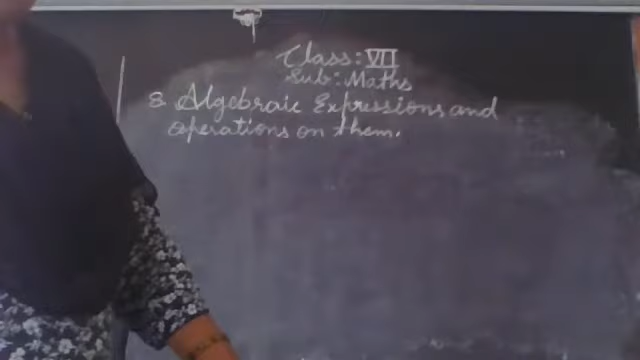 Class: VII
Sub: Maths
8 Algebraic Expressions and
operations on them.